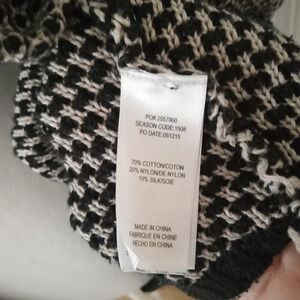 PO# 2557900
SEASON CODE:1508
PO DATE:051215
70% COTTON/COTON
20% NYLON/DE NYLON
10% SILK/SOIE
MADE IN CHINA
FABRIQUE EN CHINE
HECHO EN CHINA